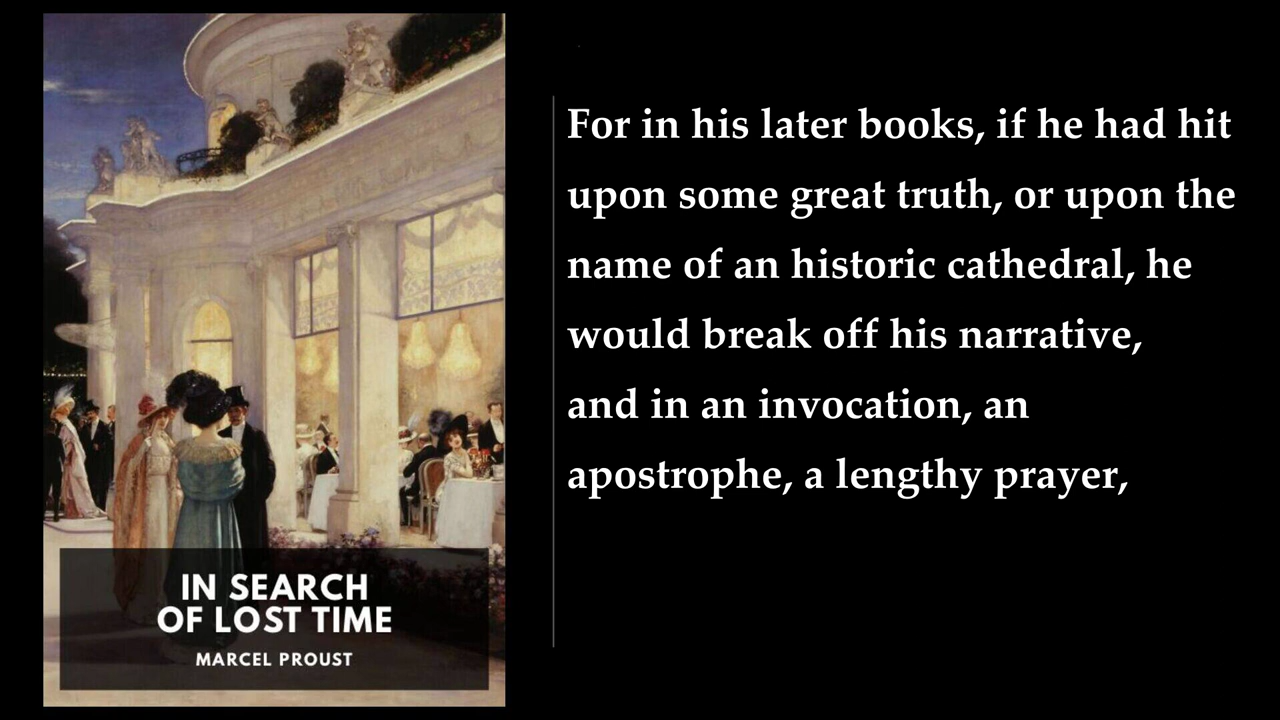 IN SEARCH
OF LOST TIME
MARCEL PROUST
For in his later books, if he had hit
upon some great truth, or upon the
name of an historic cathedral, he
would break off his narrative,
and in an invocation, an
apostrophe, a lengthy prayer,